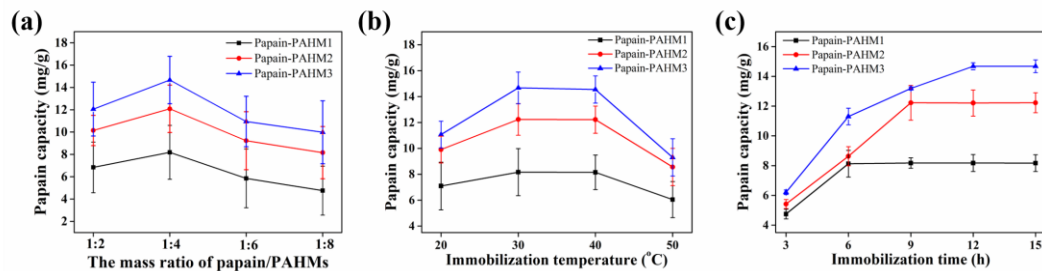 (a)
Papain capacity (mg/g)
18
16
14
12
10
8
6
4
2
Papain-PAHM1
Papain-PAHM2
Papain-PAHM3
1:2 1:4 1:6 1:8
The mass ratio of papain/PAHMs
(b)
Papain capacity (mg/g)
18
16
14
12
10
8
6
4
Papain-PAHM1
Papain-PAHM2
Papain-PAHM3
20 30 40 50
Immobilization temperature (°C)
(c)
Papain capacity (mg/g)
16
14
12
10
8
6
4
Papain-PAHM1
Papain-PAHM2
Papain-PAHM3
3 6 9 12 15
Immobilization time (h)